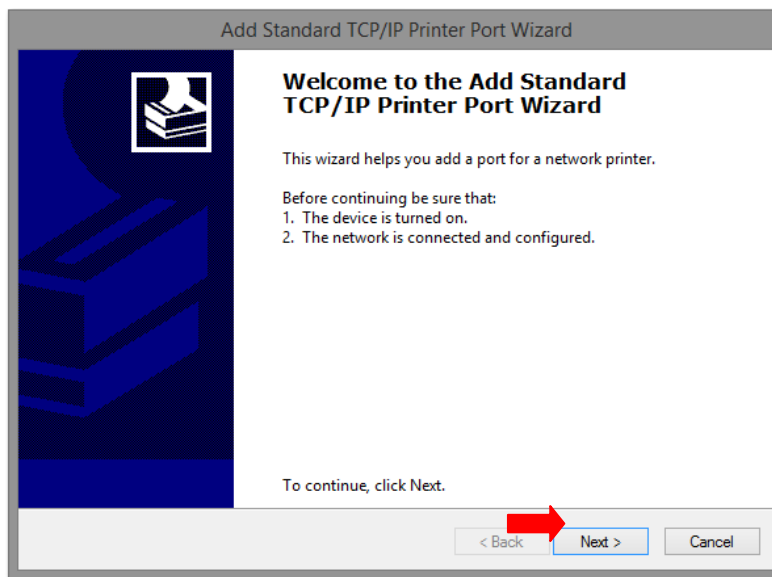 Add Standard TCP/IP Printer Port Wizard
Welcome to the Add Standard
TCP/IP Printer Port Wizard
This wizard helps you add a port for a network printer.
Before continuing be sure that:
1. The device is turned on.
2. The network is connected and configured.
To continue, click Next.
< Back Next > Cancel